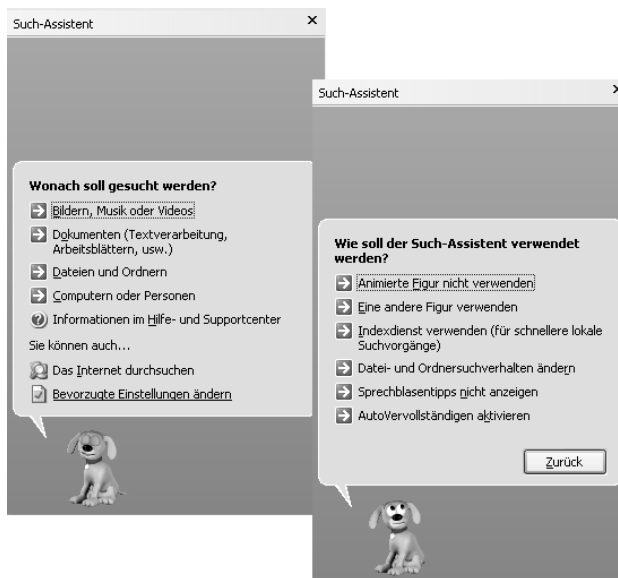 Such-Assistent
Wonach soll gesucht werden?
Bildern, Musik oder Videos
Dokumenten (Textverarbeitung,
Arbeitsblättern, usw.)
Dateien und Ordnern
Computern oder Personen
Informationen im Hilfe- und Supportcenter
Sie können auch...
Das Internet durchsuchen
Bevorzugte Einstellungen ändern
Such-Assistent
Wie soll der Such-Assistent verwendet
werden?
Animierte Figur nicht verwenden
Eine andere Figur verwenden
Indexdienst verwenden (für schnellere lokale
Suchvorgänge)
Datei- und Ordnersuchverhalten ändern
Sprechblasentipps nicht anzeigen
AutoVervollständigen aktivieren
Zurück